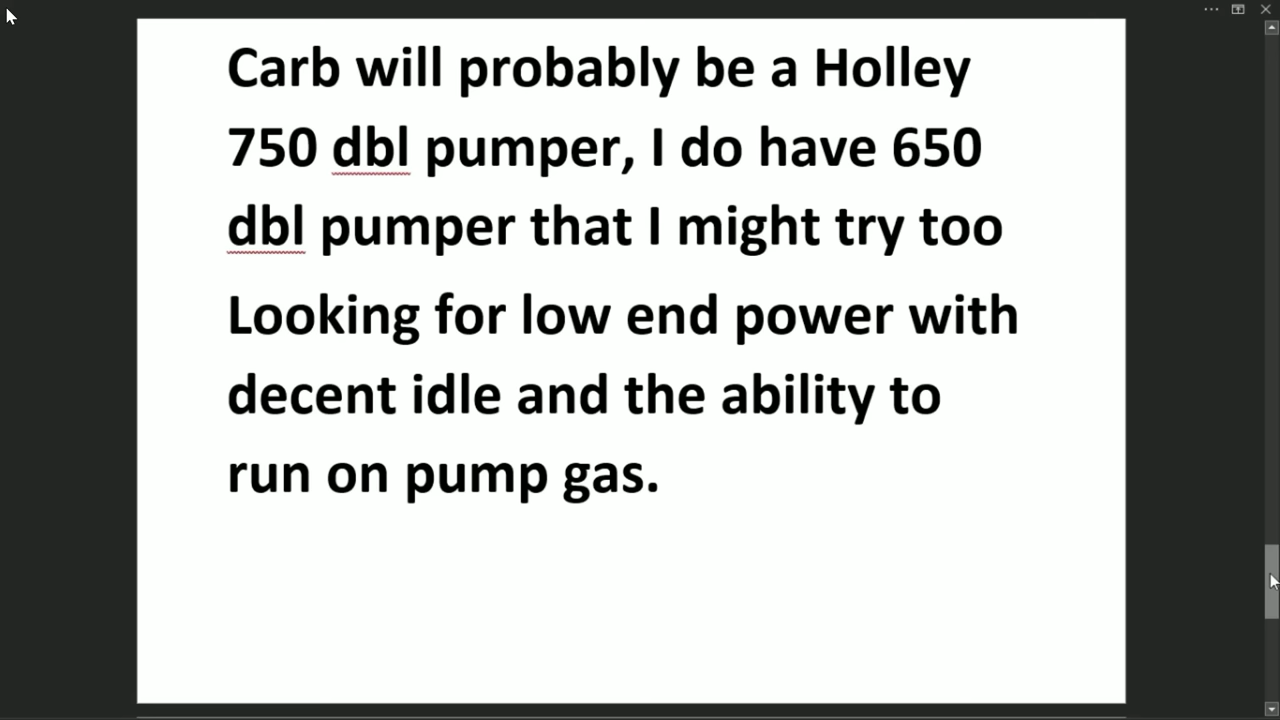 Carb will probably be a Holley
750 dbl pumper, I do have 650
dbl pumper that I might try too
Looking for low end power with
decent idle and the ability to
run on pump gas.